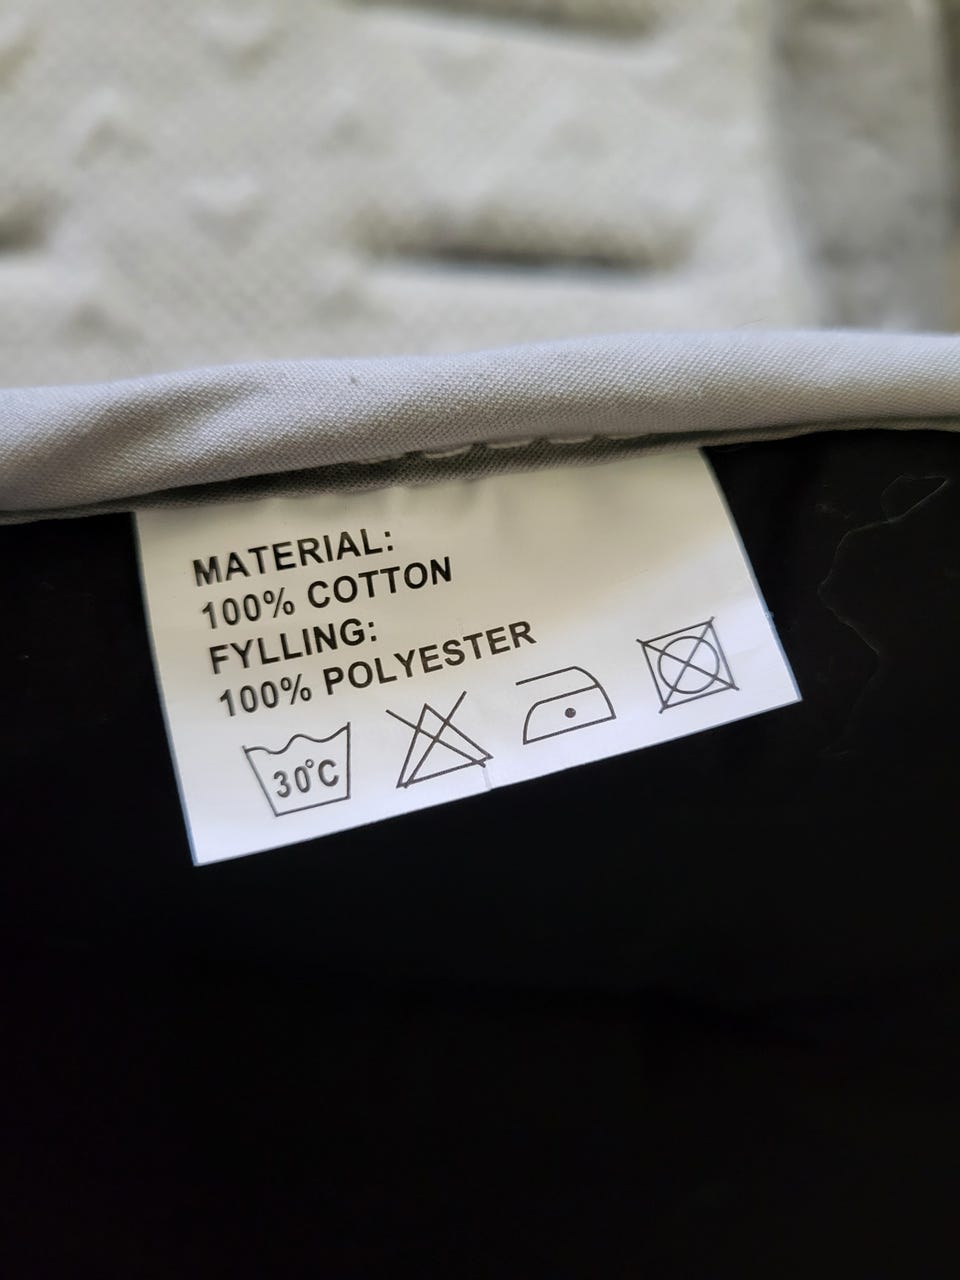 MATERIAL:
100% COTTON
FYLLING:
100% POLYESTER
30°C